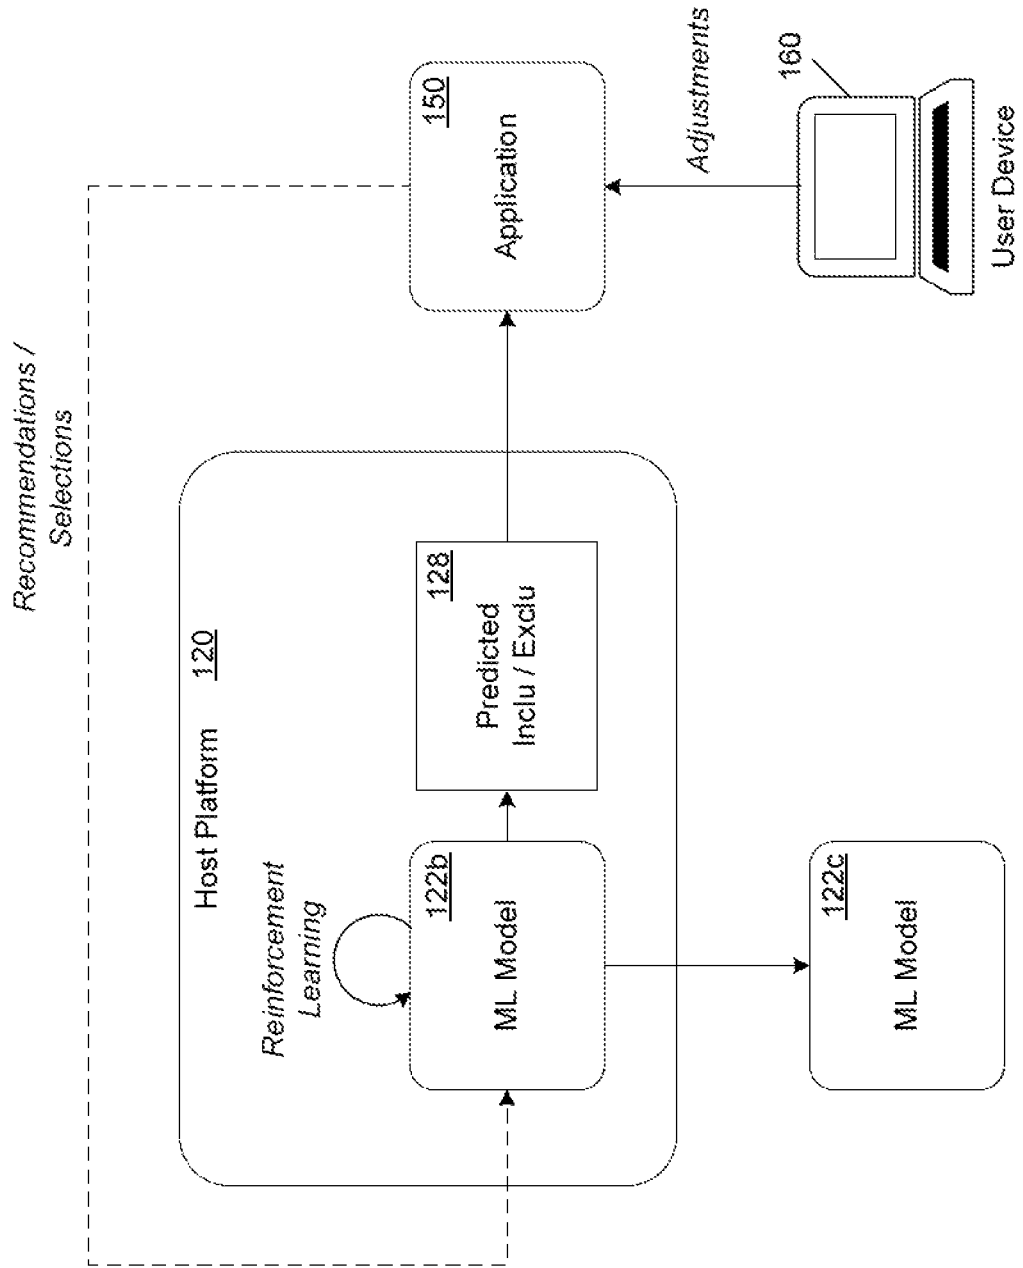 Recommendations /
Selections
Host Platform 120
Reinforcement
Learning
122b
ML Model
128
Predicted
Inclu / Exclu
150
Application
122c
ML Model
Adjustments
160
User Device